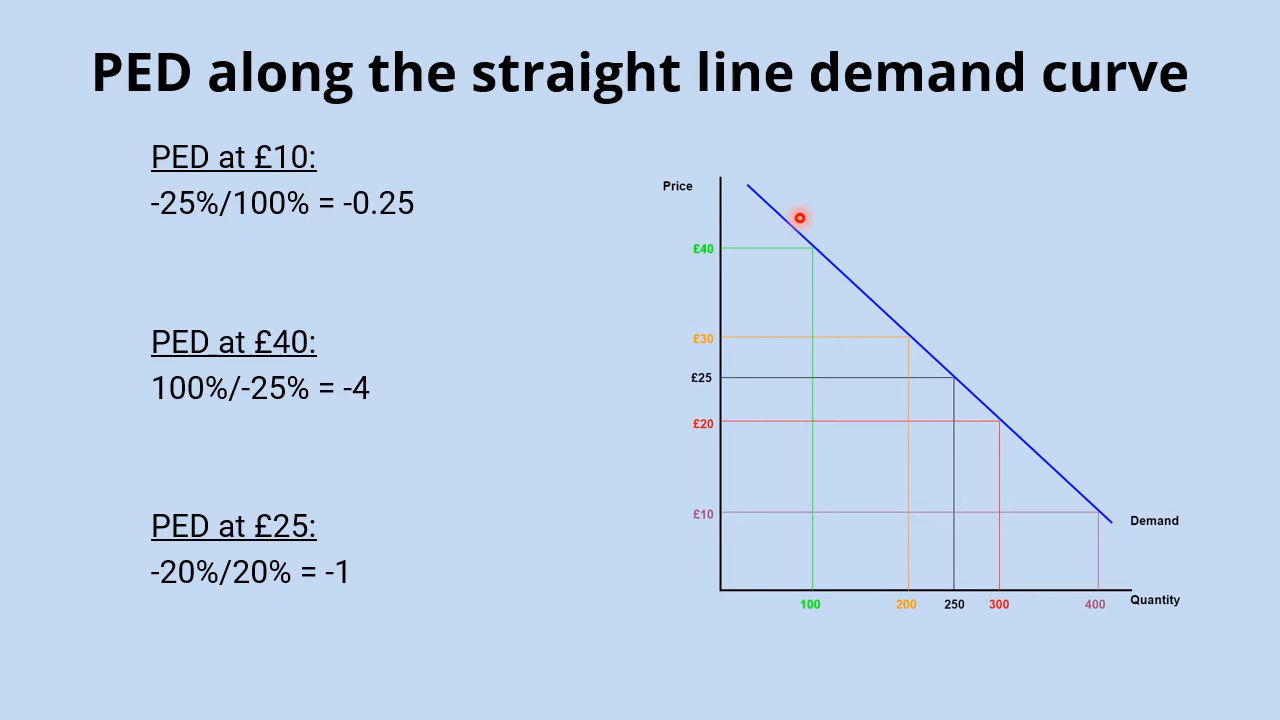 PED along the straight line demand curve
PED at £10:
-25%/100% = -0.25
PED at £40:
100%/-25% = -4
PED at £25:
-20%/20% = -1
Price
£40
£30
£25
£20
£10
Demand
100
200
250
300
400
Quantity